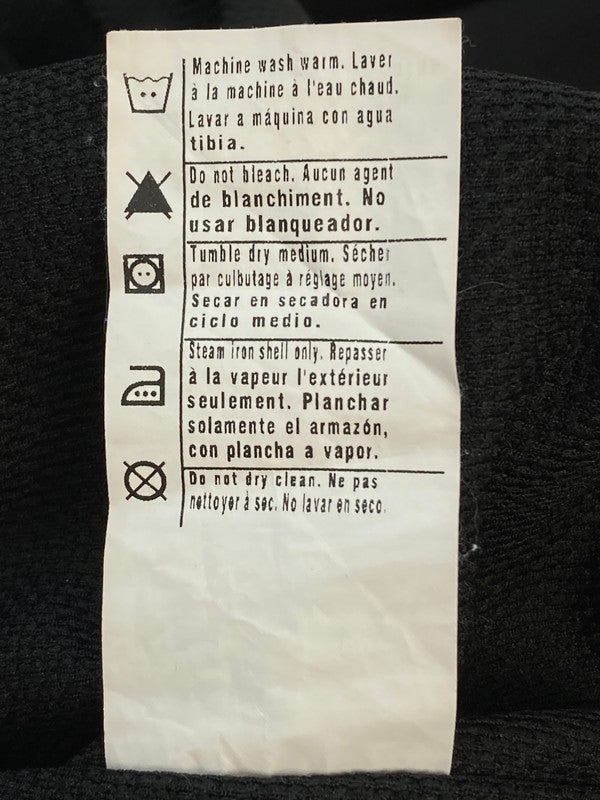 Machine wash warm. Laver
à la machine à l'eau chaud.
Lavar a máquina con agua
tibia.
Do not bleach. Aucun agent
de blanchiment. No
usar blanqueador.
Tumble dry medium. Sécher
par culbutage à réglage moyen.
Secar en secadora en
ciclo medio.
Steam iron shell only. Repasser
à la vapeur l'extérieur
seulement. Planchar
solamente el armazón,
con plancha a vapor.
Do not dry clean. Ne pas
nettoyer à sec. No lavar en seco.